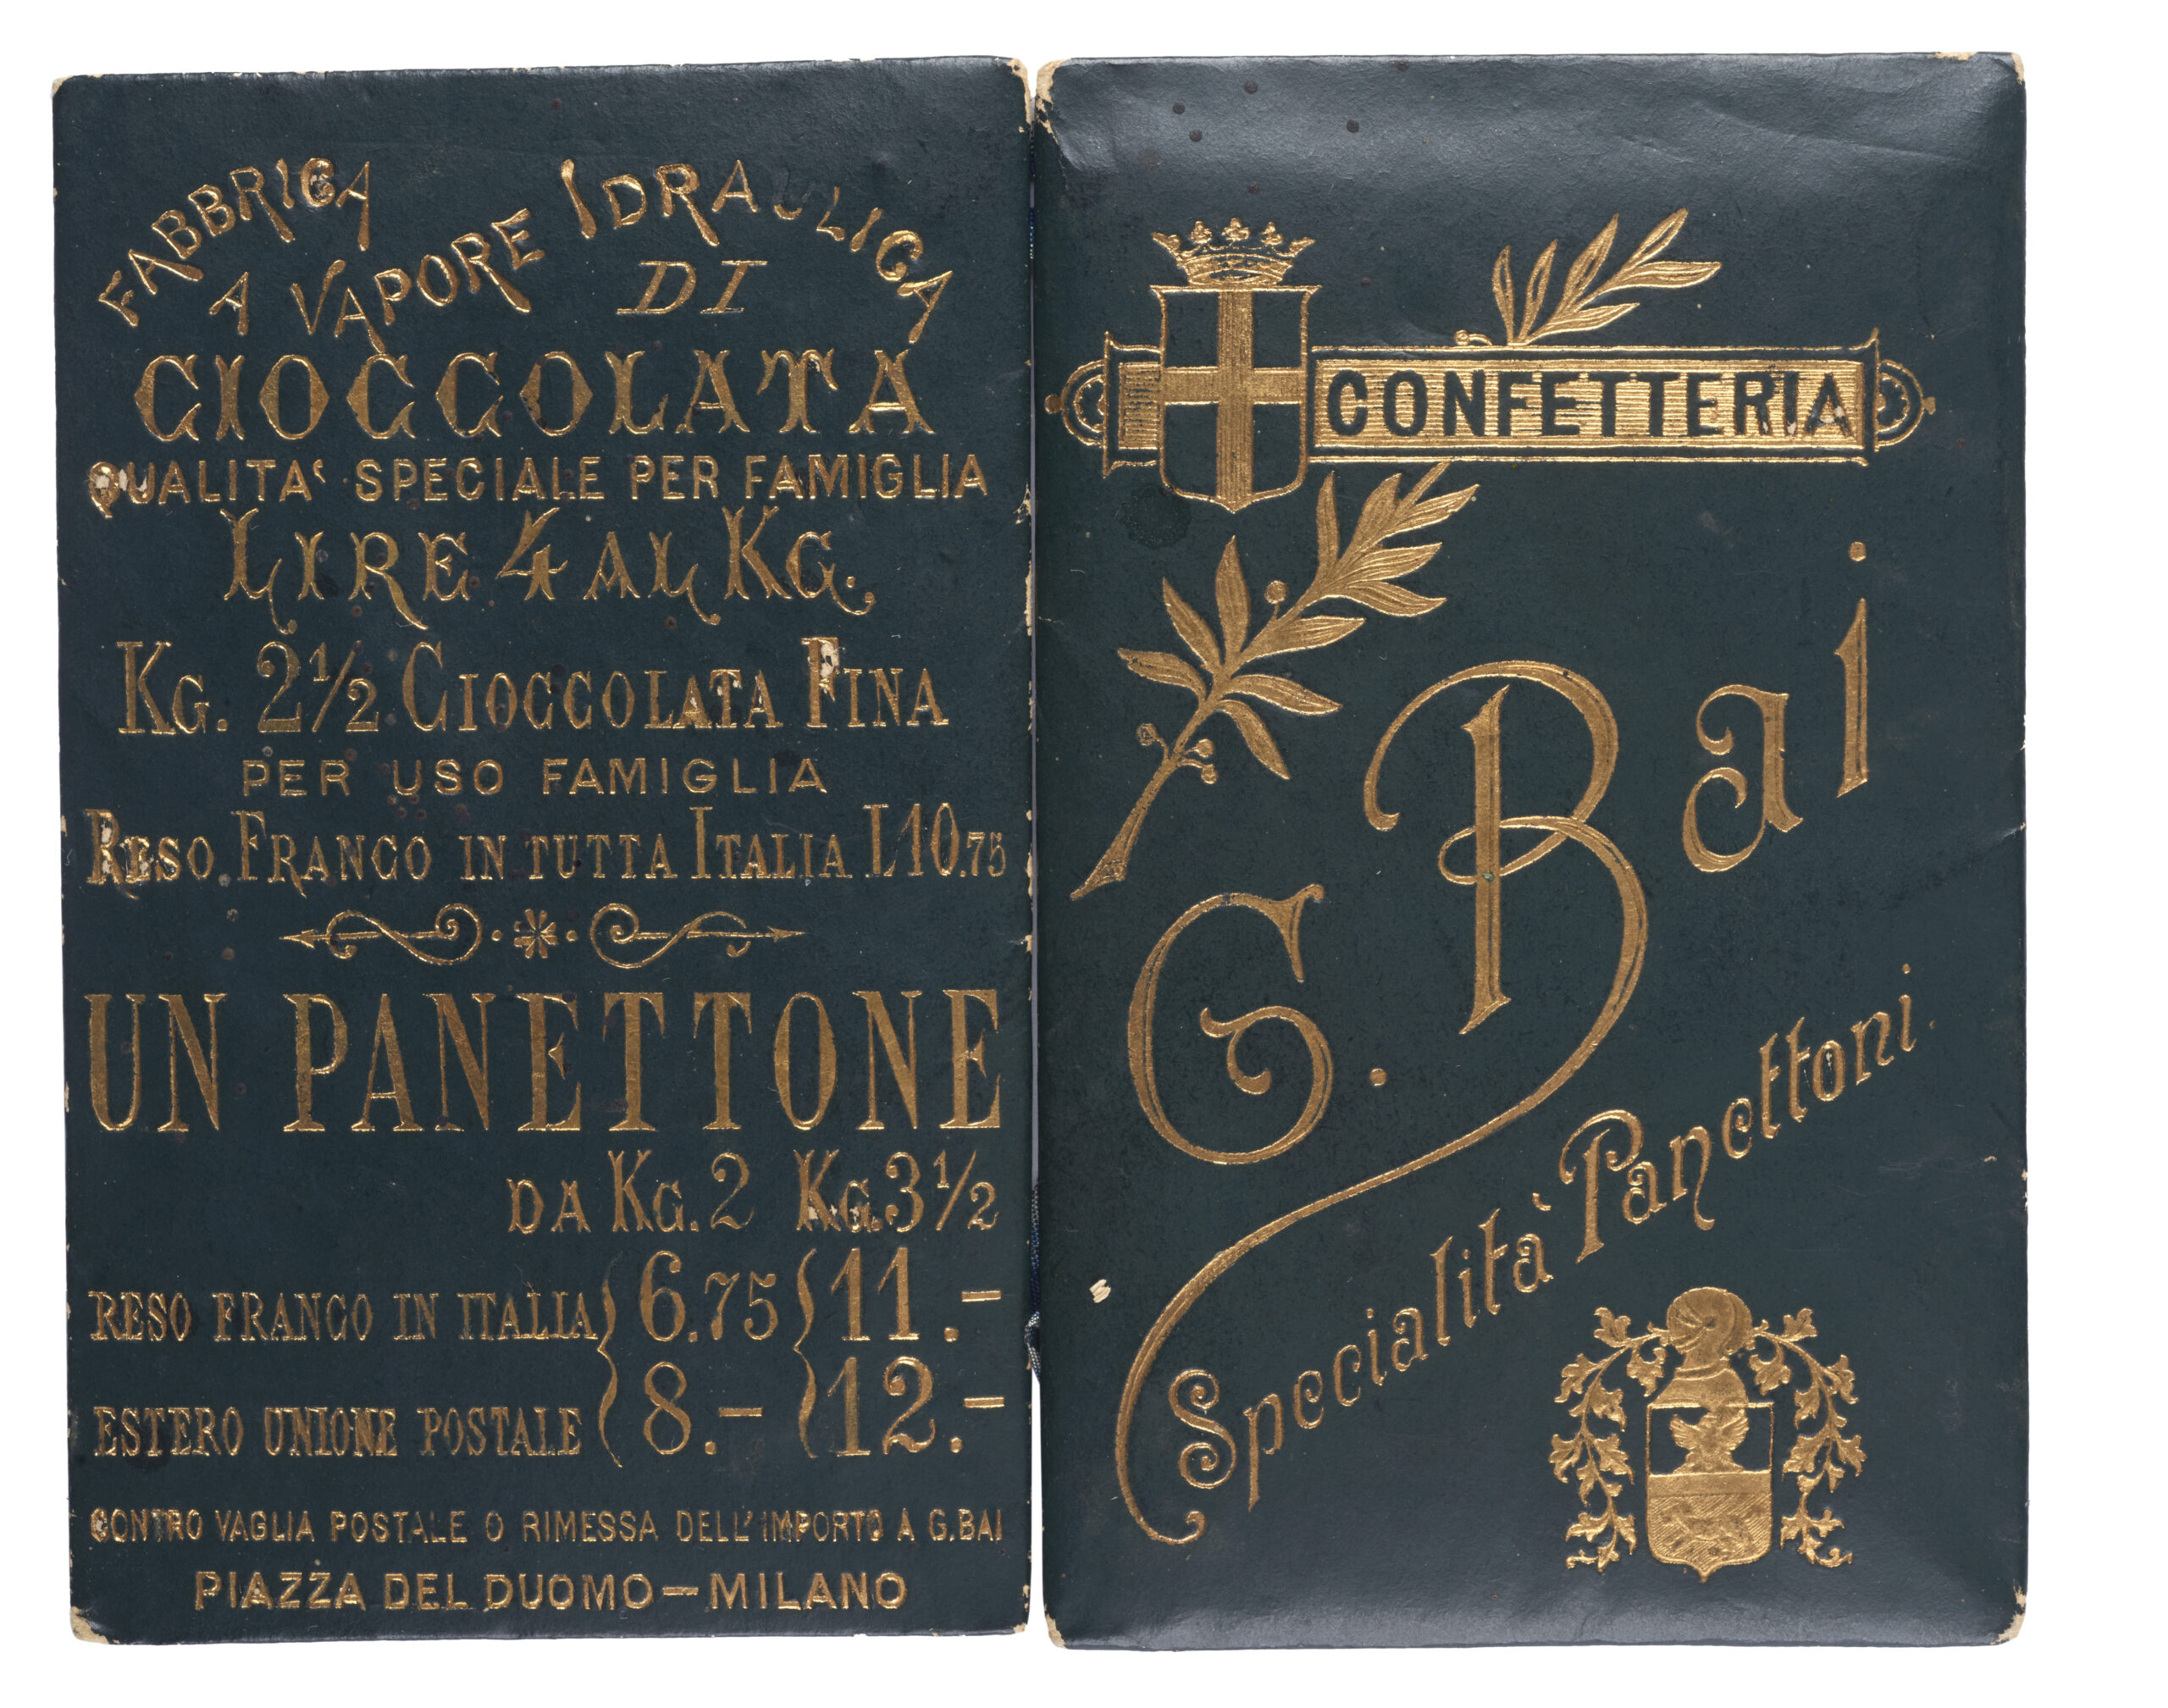 FABBRICA
A VAPORE IDRAULICA
DI
CIOCCOLATA
QUALITA' SPECIALE PER FAMIGLIA
LIRE 4 AL KG.
KG. 2½ CIOCCOLATA FINA
PER USO FAMIGLIA
RESO FRANCO IN TUTTA ITALIA L10.75
UN PANETTONE
DA KG. 2 KG. 3½
RESO FRANCO IN ITALIA 6.75 11.-
ESTERO UNIONE POSTALE 8.- 12.-
CONTRO VAGLIA POSTALE O RIMESSA DELL'IMPORTO A G. BAI
PIAZZA DEL DUOMO - MILANO
CONFETTERIA
G. Bai
Specialità Panettoni.